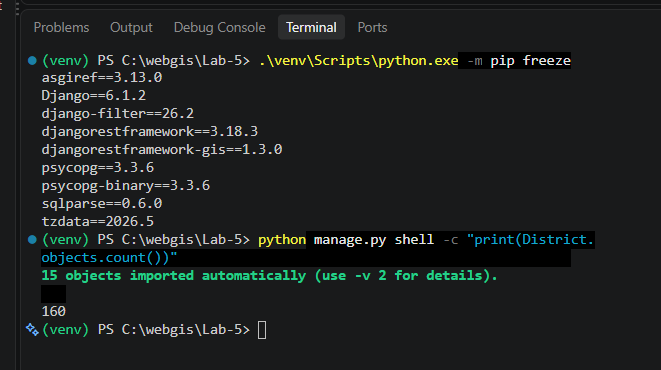 Problems Output Debug Console Terminal Ports
(venv) PS C:\webgis\Lab-5> .\venv\Scripts\python.exe -m pip freeze
asgiref==3.13.0
Django==6.1.2
django-filter==26.2
djangorestframework==3.18.3
djangorestframework-gis==1.3.0
psycopg==3.3.6
psycopg-binary==3.3.6
sqlparse==0.6.0
tzdata==2026.5
(venv) PS C:\webgis\Lab-5> python manage.py shell -c "print(District.
objects.count())"
15 objects imported automatically (use -v 2 for details).
160
(venv) PS C:\webgis\Lab-5>